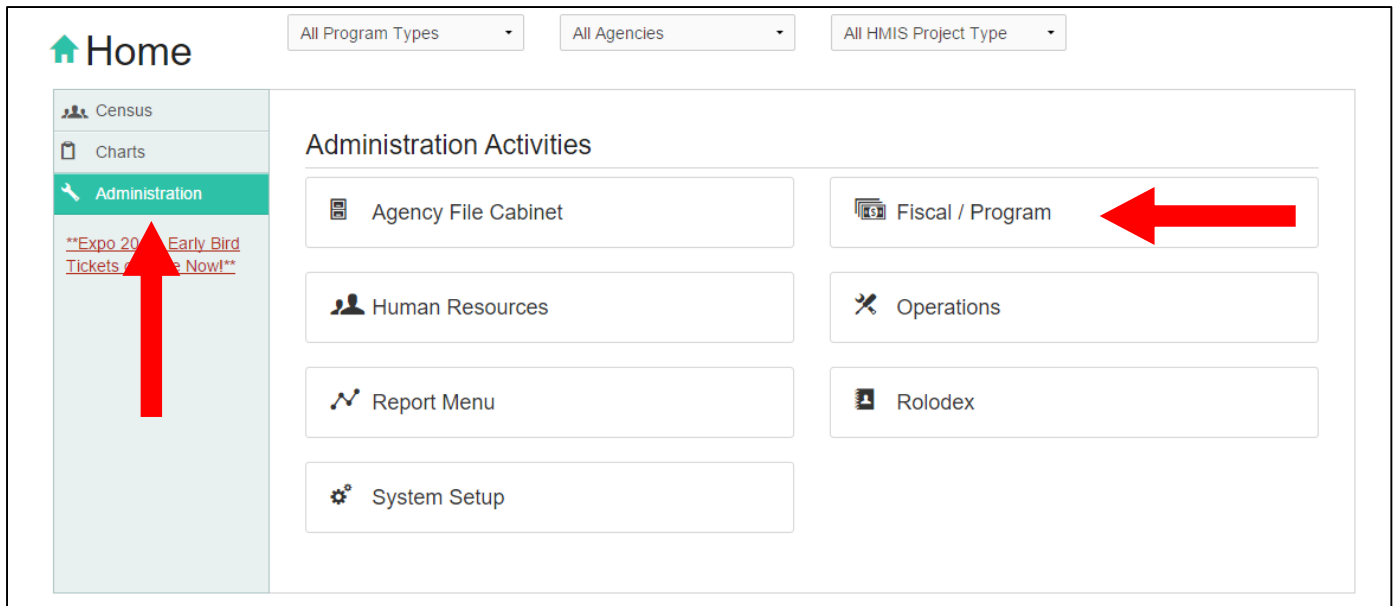 Home
All Program Types
All Agencies
All HMIS Project Type
Census
Charts
Administration
**Expo 20 Early Bird
Tickets Now!**
Administration Activities
Agency File Cabinet
Fiscal / Program
Human Resources
Operations
Report Menu
Rolodex
System Setup